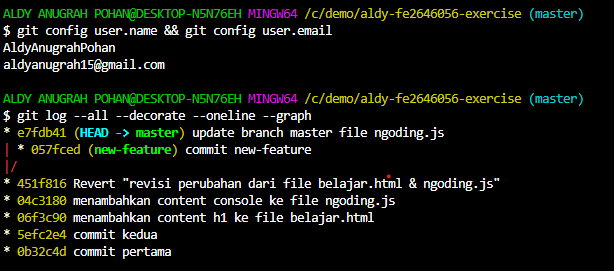 ALDY ANUGRAH POHAN@DESKTOP-N5N76EH MINGW64 /c/demo/aldy-fe2646056-exercise (master)
$ git config user.name && git config user.email
AldyAnugrahPohan
aldyanugrah15@gmail.com
ALDY ANUGRAH POHAN@DESKTOP-N5N76EH MINGW64 /c/demo/aldy-fe2646056-exercise (master)
$ git log --all --decorate --oneline --graph
* e7fdb41 (HEAD -> master) update branch master file ngoding.js
| * 057fced (new-feature) commit new-feature
|/
* 451f816 Revert "revisi perubahan dari file belajar.html & ngoding.js"
* 04c3180 menambahkan content console ke file ngoding.js
* 06f3c90 menambahkan content h1 ke file belajar.html
* 5efc2e4 commit kedua
* 0b32c4d commit pertama